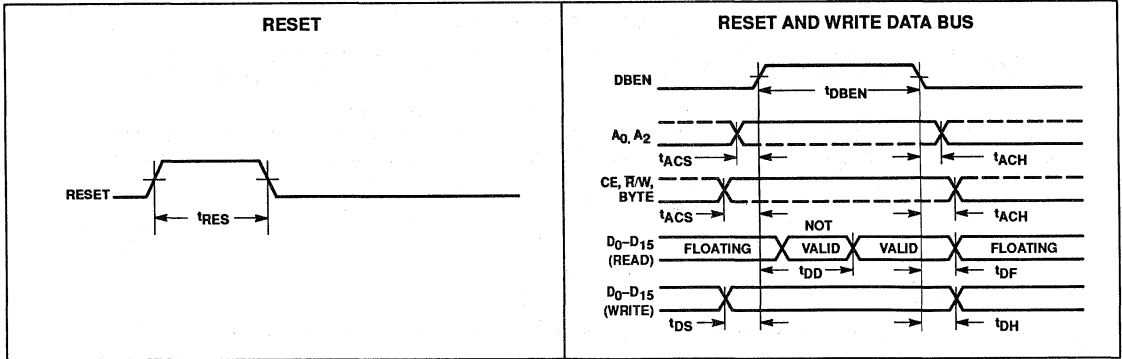 RESET
RESET
tRES
RESET AND WRITE DATA BUS
DBEN
tDBEN
A0, A2
tACS
tACH
CE, R̅/W,
BYTE
tACS
tACH
NOT
D0–D15
(READ)
FLOATING
VALID
VALID
FLOATING
tDD
tDF
D0–D15
(WRITE)
tDS
tDH